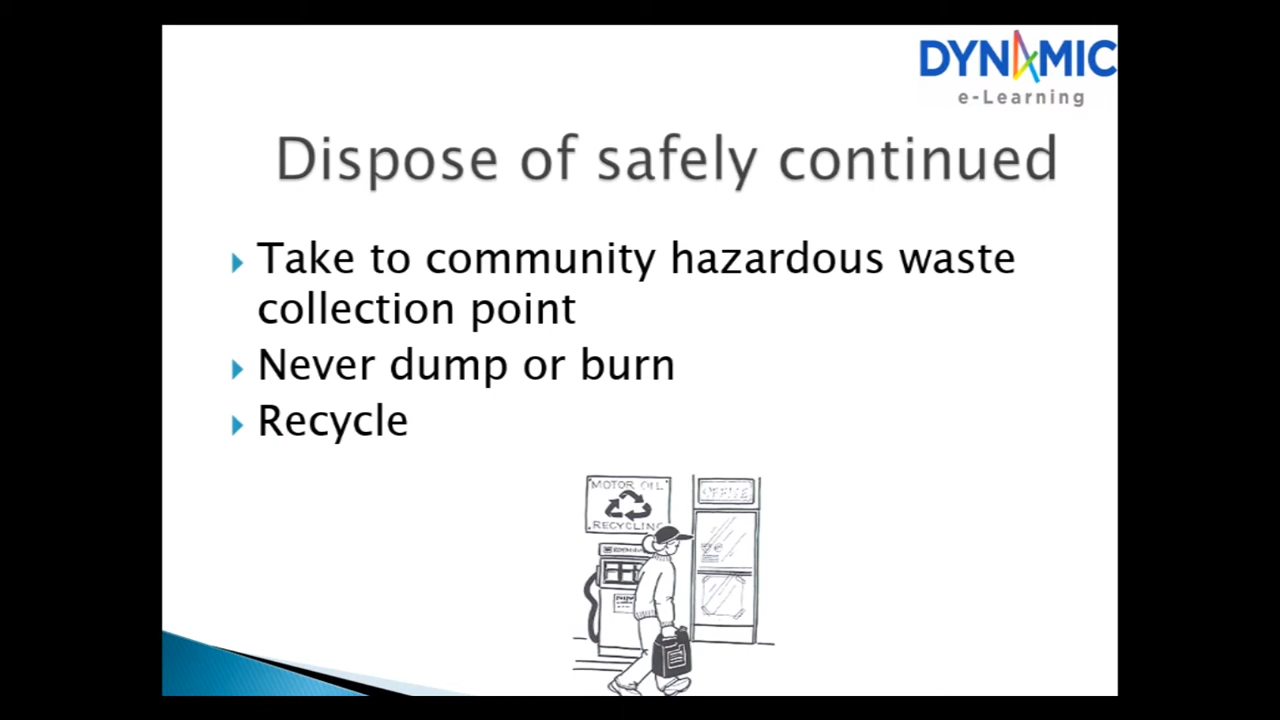 DYNAMIC
e-Learning
Dispose of safely continued
Take to community hazardous waste
collection point
Never dump or burn
Recycle
MOTOR OIL
RECYCLING
OFFICE